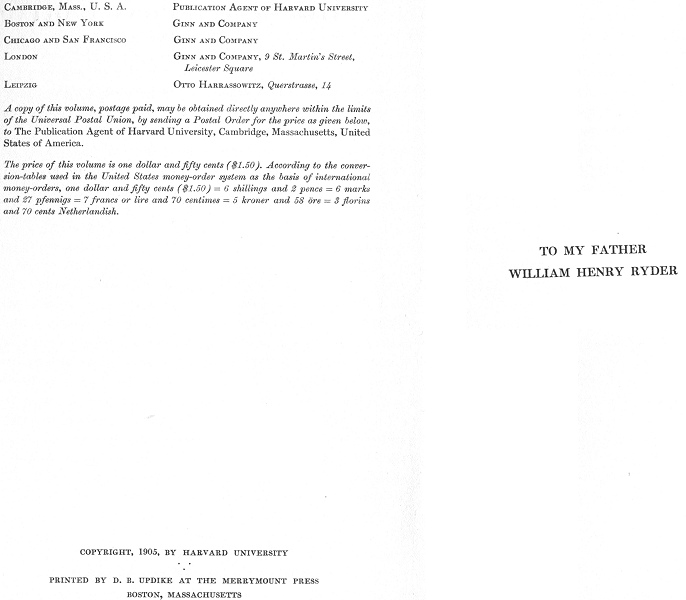 CAMBRIDGE, MASS., U. S. A. PUBLICATION AGENT OF HARVARD UNIVERSITY
BOSTON AND NEW YORK GINN AND COMPANY
CHICAGO AND SAN FRANCISCO GINN AND COMPANY
LONDON GINN AND COMPANY, 9 St. Martin's Street,
Leicester Square
LEIPZIG OTTO HARRASSOWITZ, Querstrasse, 14
A copy of this volume, postage paid, may be obtained directly anywhere within the limits
of the Universal Postal Union, by sending a Postal Order for the price as given below,
to The Publication Agent of Harvard University, Cambridge, Massachusetts, United
States of America.
The price of this volume is one dollar and fifty cents ($1.50). According to the conver-
sion-tables used in the United States money-order system as the basis of international
money-orders, one dollar and fifty cents ($1.50) = 6 shillings and 2 pence = 6 marks
and 27 pfennigs = 7 francs or lire and 70 centimes = 5 kroner and 58 öre = 3 florins
and 70 cents Netherlandish.
COPYRIGHT, 1905, BY HARVARD UNIVERSITY
PRINTED BY D. B. UPDIKE AT THE MERRYMOUNT PRESS
BOSTON, MASSACHUSETTS
TO MY FATHER
WILLIAM HENRY RYDER